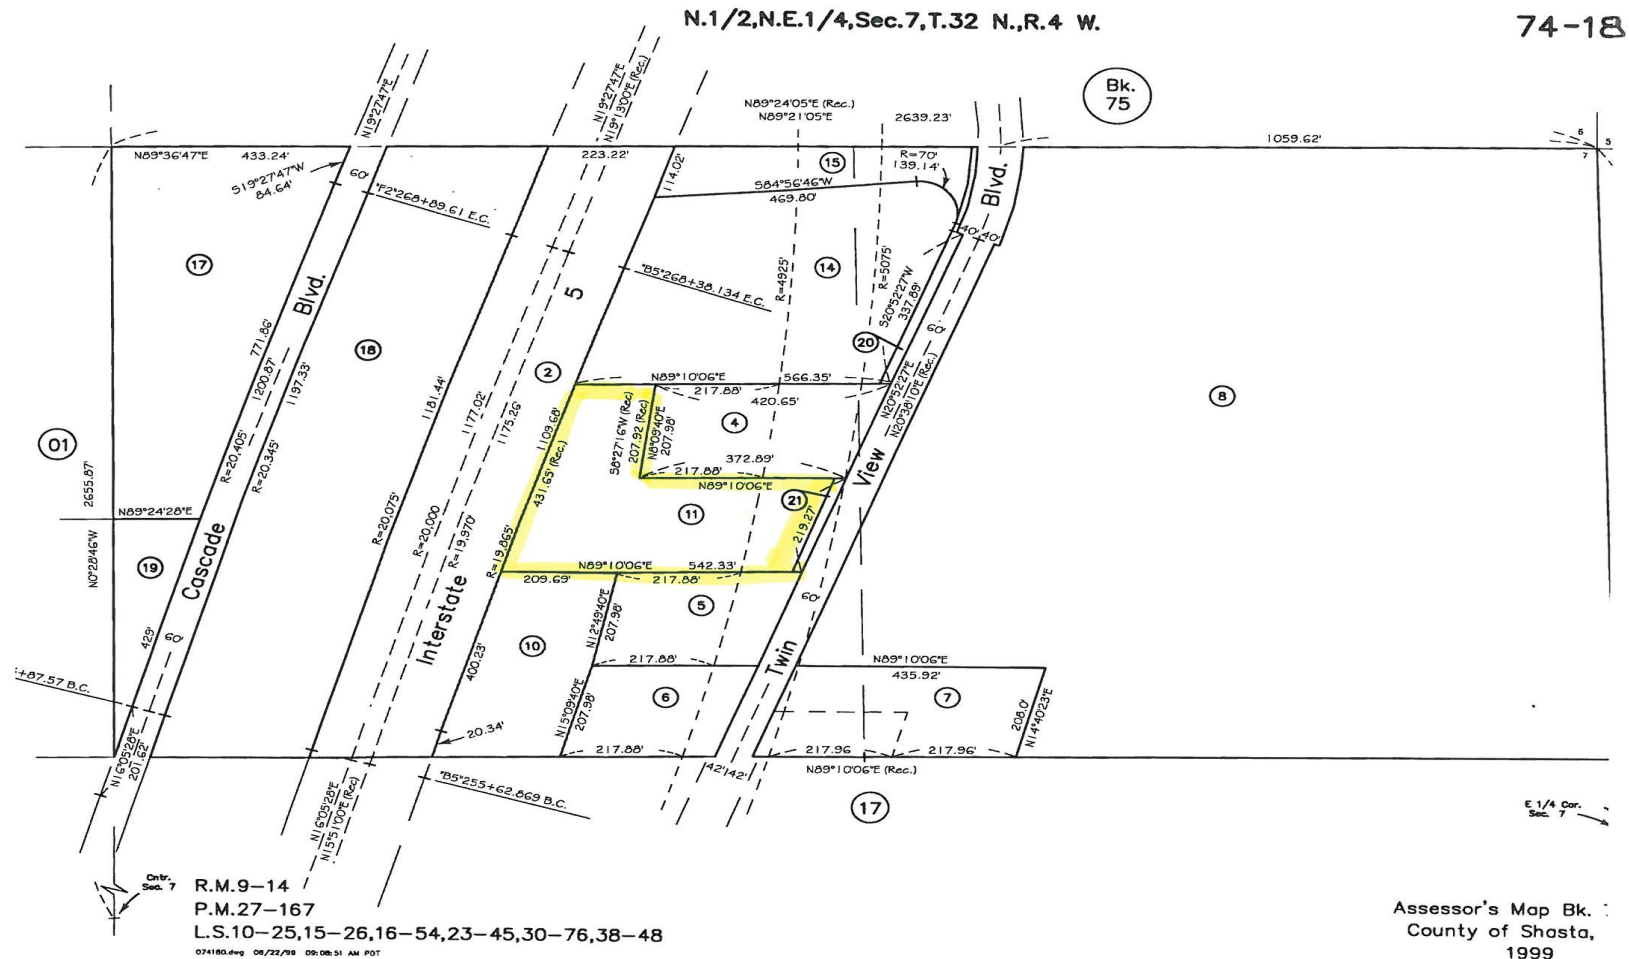 N.1/2,N.E.1/4,Sec.7,T.32 N.,R.4 W.
74-18
Bk.
75
N19°27'47"E
N19°27'47"E
N19°13'00"E (Rec.)
N89°24'05"E (Rec.)
N89°21'05"E
2639.23'
1059.62'
6
5
7
N89°36'47"E
433.24'
S19°27'47"W
84.64'
60'
223.22'
114.02'
15
R=70'
139.14'
S84°56'46"W
469.80'
Blvd.
40' 40'
"F2"268+89.61 E.C.
17
14
R=4925'
R=5075'
S20°52'27"W
337.89'
"B5"268+38.134 E.C.
5
Blvd.
18
771.86'
1200.87'
1197.33'
1181.44'
1177.02'
1175.26'
2
20
60'
N20°52'27"E
N20°38'10"E (Rec.)
8
N89°10'06"E
566.35'
217.88'
420.65'
4
S8°27'16"W (Rec)
207.92 (Rec)
N8°09'40"E
207.98'
1109.68'
431.65' (Rec.)
372.89'
217.88'
N89°10'06"E
View
01
2655.87'
R=20,405'
R=20,345'
R=20,075'
R=20,000
R=19,970'
R=19,865'
11
21
219.27'
N89°24'28"E
N0°28'46"W
19
Cascade
Interstate
N89°10'06"E
542.33'
209.69'
217.88'
5
60'
N12°49'40"E
207.98'
10
429'
60'
400.23'
217.88'
Twin
N89°10'06"E
435.92'
+87.57 B.C.
6
7
N15°09'40"E
207.98'
208.0'
N14°40'23"E
20.34'
N16°05'28"E
201.62'
217.88'
217.96
217.96'
42' 42'
N89°10'06"E (Rec.)
"B5"255+62.869 B.C.
N16°05'28"E
N15°51'00"E (Rec)
17
E 1/4 Cor.
Sec. 7
Cntr.
Sec. 7
R.M.9-14
P.M.27-167
L.S.10-25,15-26,16-54,23-45,30-76,38-48
074180.dwg 06/22/99 09:08:51 AM PDT
Assessor's Map Bk.
County of Shasta,
1999